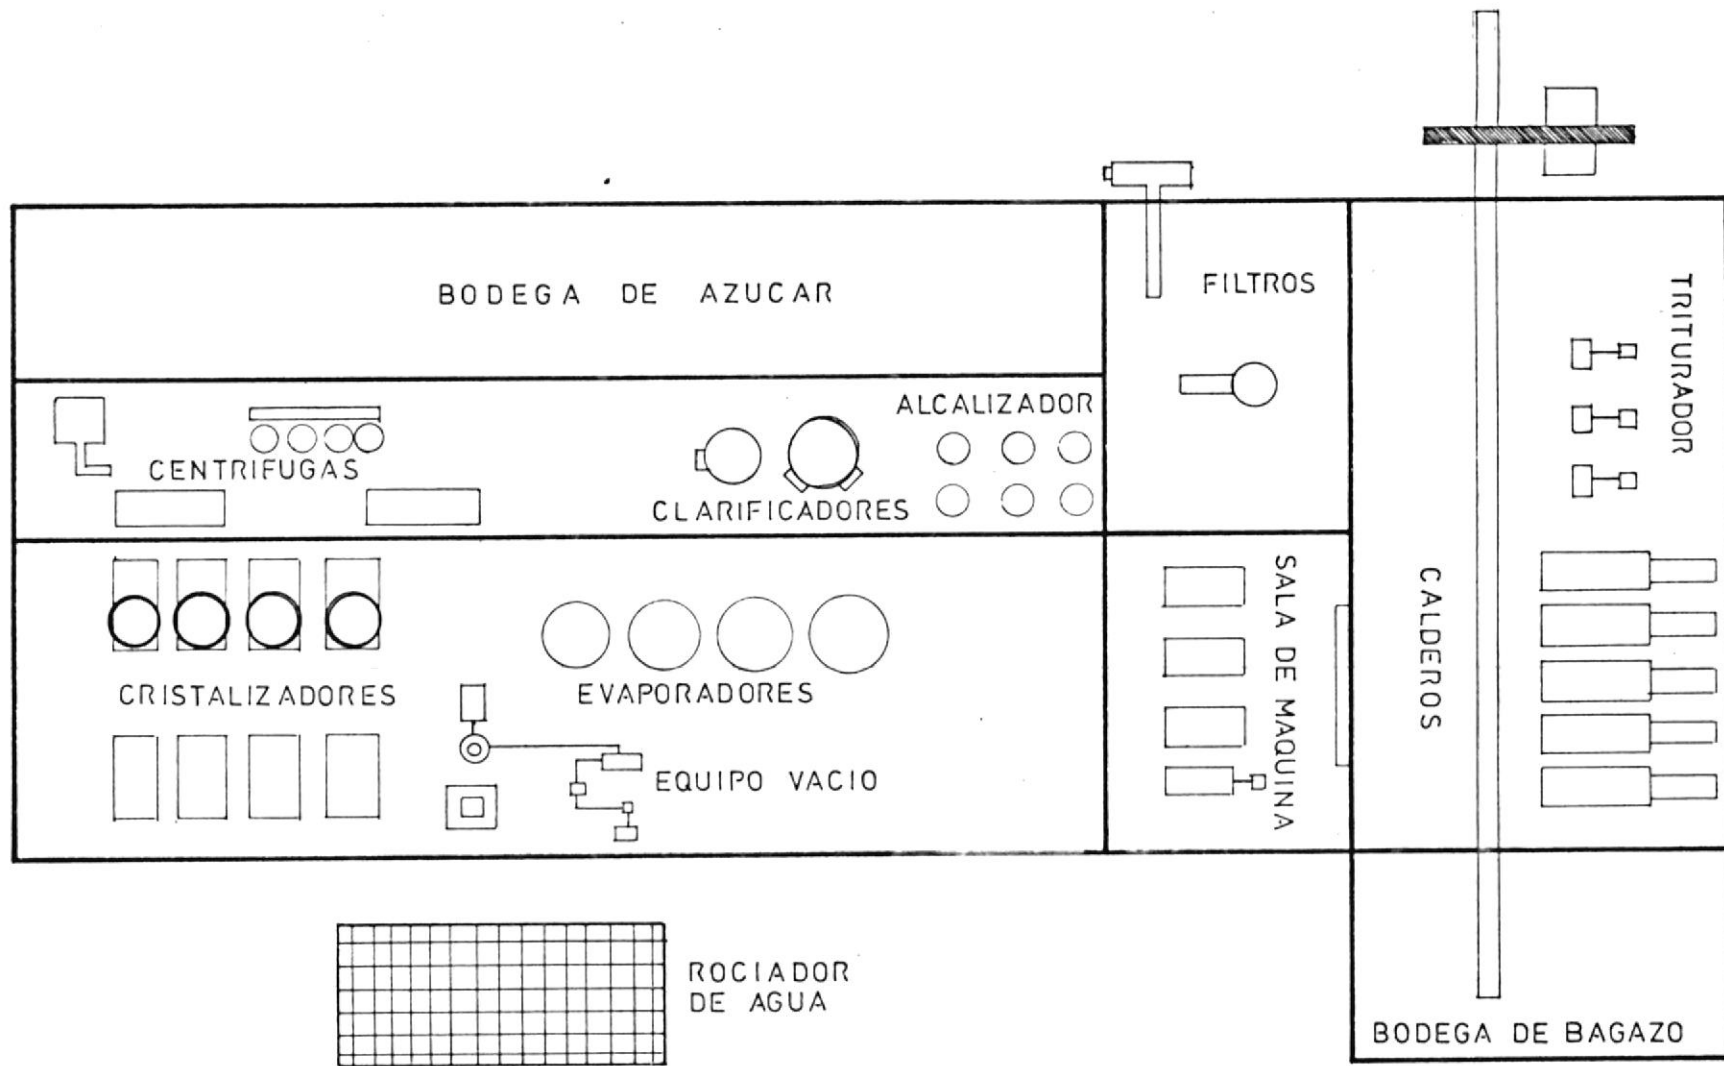 BODEGA DE AZUCAR
FILTROS
TRITURADOR
ALCALIZADOR
CENTRIFUGAS
CLARIFICADORES
SALA DE MAQUINA
CALDEROS
CRISTALIZADORES
EVAPORADORES
EQUIPO VACIO
ROCIADOR
DE AGUA
BODEGA DE BAGAZO